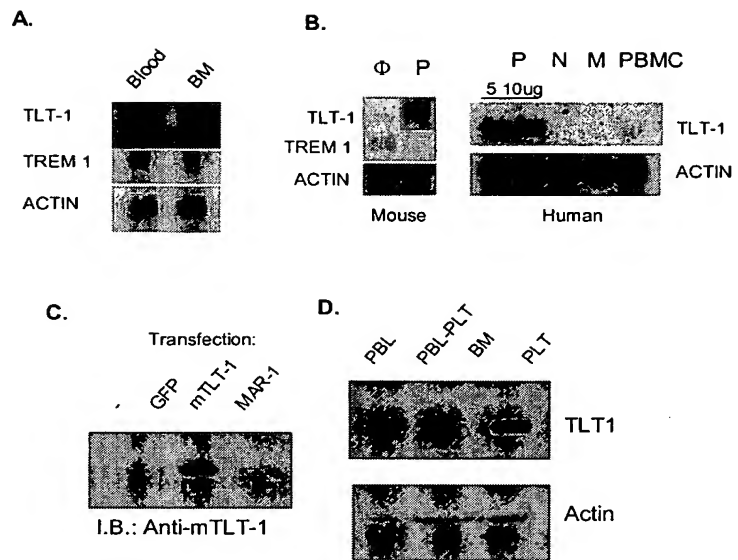 A.
Blood BM
TLT-1
TREM 1
ACTIN
B.
Φ P
TLT-1
TREM 1
ACTIN
Mouse
P N M PBMC
5 10ug
TLT-1
ACTIN
Human
C.
Transfection:
- GFP mTLT-1 MAR-1
I.B.: Anti-mTLT-1
D.
PBL PBL-PLT BM PLT
TLT1
Actin